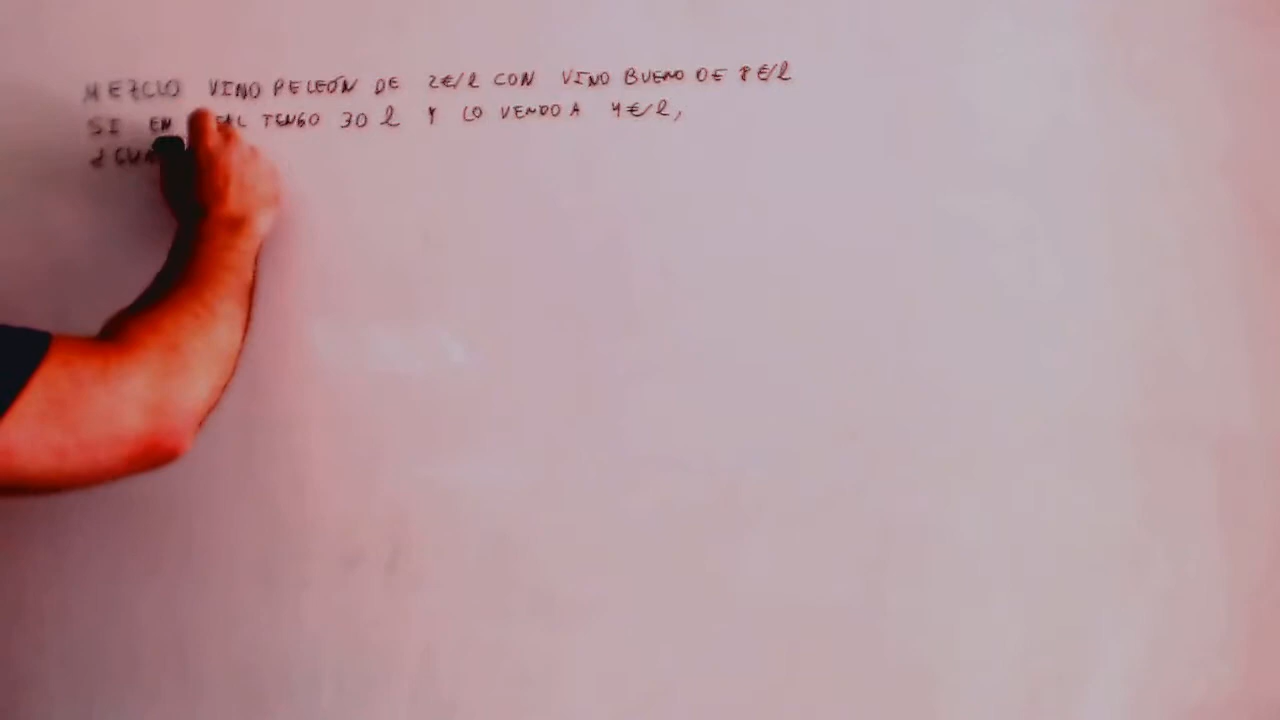 MEZCLO VINO PELEÓN DE 2€/l CON VINO BUENO DE 8€/l
SI EN TENGO 30 l Y LO VENDO A 4€/l,